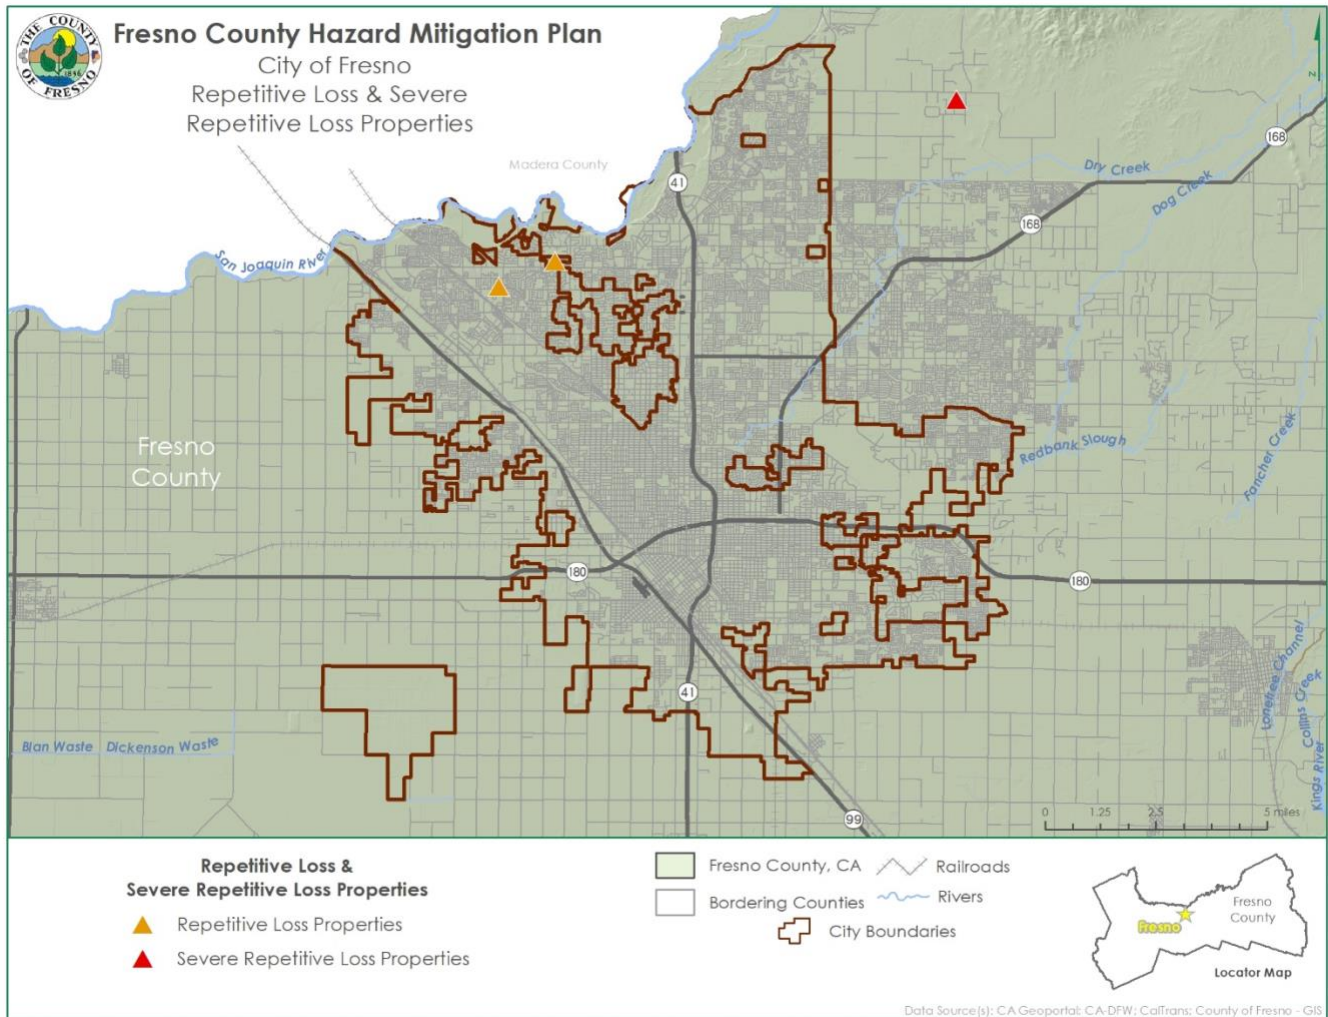 THE COUNTY
OF FRESNO
1856
Fresno County Hazard Mitigation Plan
City of Fresno
Repetitive Loss & Severe
Repetitive Loss Properties
Madera County
N
41
168
Dry Creek
Dog Creek
168
San Joaquin River
Fresno
County
Redbank Slough
Fancher Creek
180
180
41
Blan Waste Dickenson Waste
Lonetree Channel
Collins Creek
Kings River
99
0 1.25 2.5 5 miles
Repetitive Loss &
Severe Repetitive Loss Properties
Repetitive Loss Properties
Severe Repetitive Loss Properties
Fresno County, CA
Railroads
Bordering Counties
Rivers
City Boundaries
Fresno
County
Fresno
Locator Map
Data Source(s): CA Geoportal; CA-DFW; CalTrans; County of Fresno - GIS